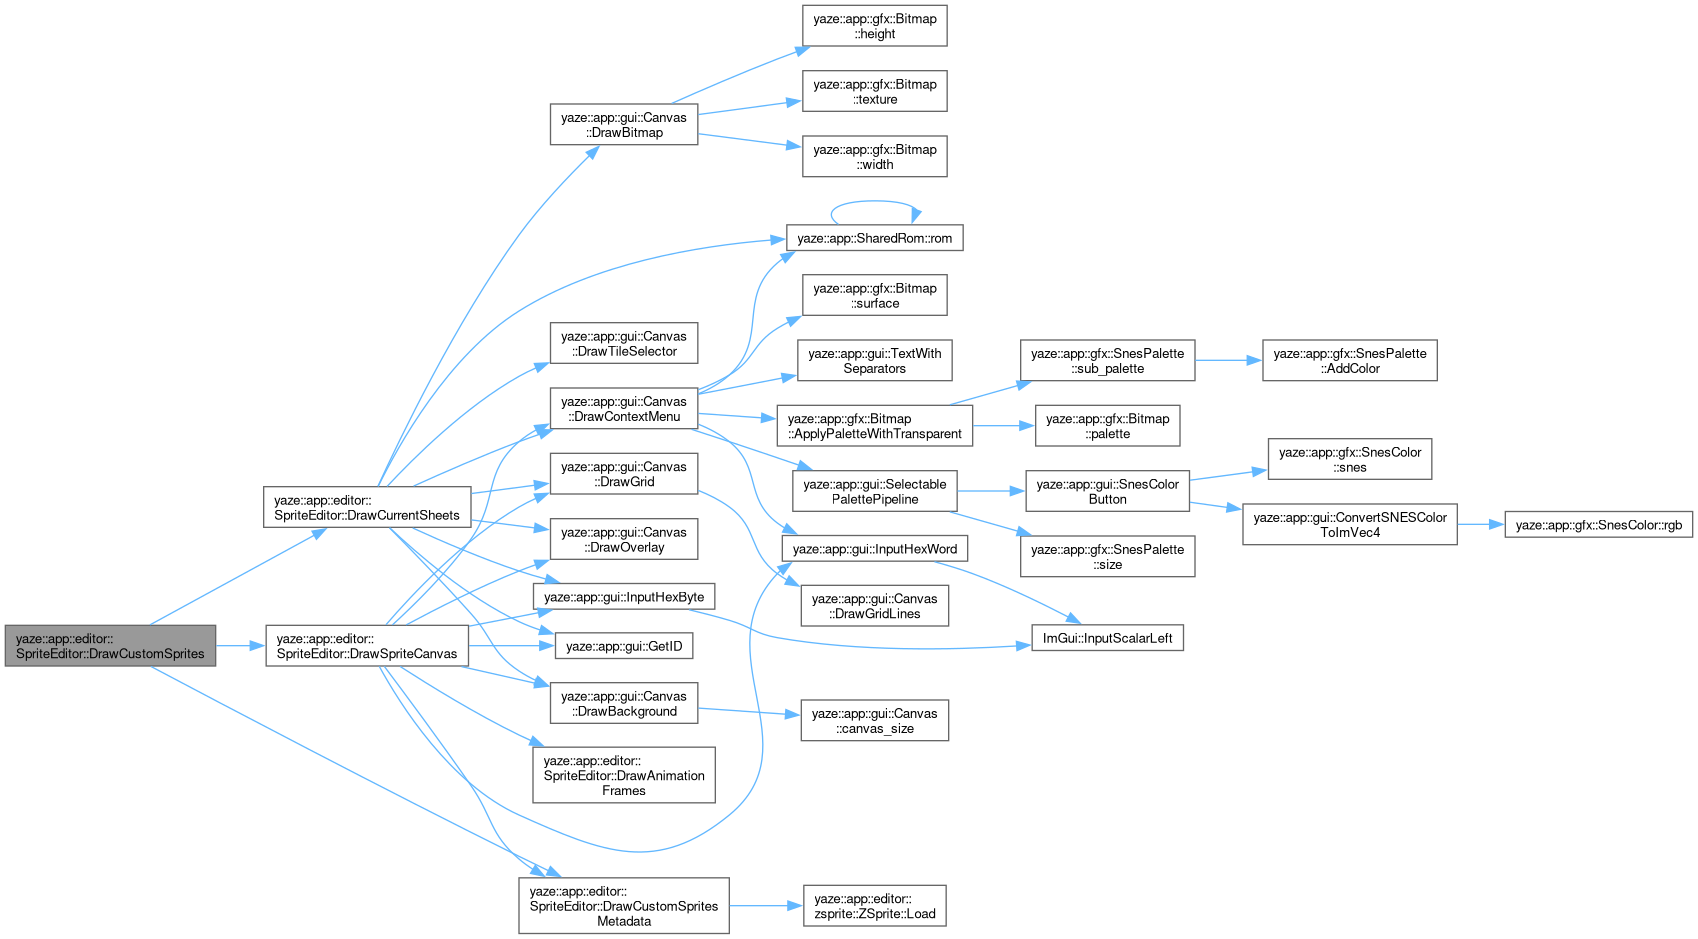 yaze::app::gfx::Bitmap
::height
yaze::app::gfx::Bitmap
::texture
yaze::app::gui::Canvas
::DrawBitmap
yaze::app::gfx::Bitmap
::width
yaze::app::SharedRom::rom
yaze::app::gfx::Bitmap
::surface
yaze::app::gui::Canvas
::DrawTileSelector
yaze::app::gui::TextWith
Separators
yaze::app::gfx::SnesPalette
::sub_palette
yaze::app::gfx::SnesPalette
::AddColor
yaze::app::gui::Canvas
::DrawContextMenu
yaze::app::gfx::Bitmap
::ApplyPaletteWithTransparent
yaze::app::gfx::Bitmap
::palette
yaze::app::gui::Canvas
::DrawGrid
yaze::app::gui::Selectable
PalettePipeline
yaze::app::gui::SnesColor
Button
yaze::app::gfx::SnesColor
::snes
yaze::app::editor::
SpriteEditor::DrawCurrentSheets
yaze::app::gui::Canvas
::DrawOverlay
yaze::app::gui::InputHexWord
yaze::app::gfx::SnesPalette
::size
yaze::app::gui::ConvertSNESColor
ToImVec4
yaze::app::gfx::SnesColor::rgb
yaze::app::gui::InputHexByte
yaze::app::gui::Canvas
::DrawGridLines
yaze::app::editor::
SpriteEditor::DrawCustomSprites
yaze::app::editor::
SpriteEditor::DrawSpriteCanvas
yaze::app::gui::GetID
ImGui::InputScalarLeft
yaze::app::gui::Canvas
::DrawBackground
yaze::app::gui::Canvas
::canvas_size
yaze::app::editor::
SpriteEditor::DrawAnimation
Frames
yaze::app::editor::
SpriteEditor::DrawCustomSprites
Metadata
yaze::app::editor::
zsprite::ZSprite::Load